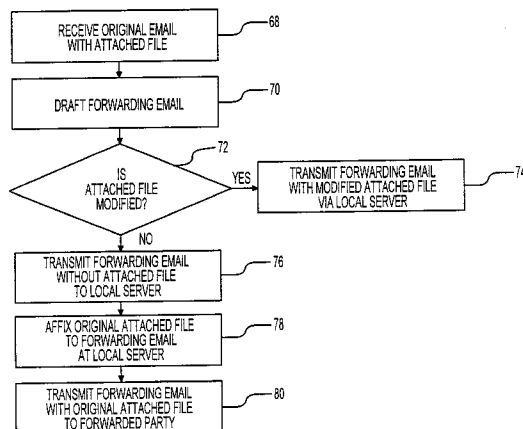 RECEIVE ORIGINAL EMAIL
WITH ATTACHED FILE
68
DRAFT FORWARDING EMAIL
70
72
IS
ATTACHED FILE
MODIFIED?
YES
TRANSMIT FORWARDING EMAIL
WITH MODIFIED ATTACHED FILE
VIA LOCAL SERVER
74
NO
TRANSMIT FORWARDING EMAIL
WITHOUT ATTACHED FILE
TO LOCAL SERVER
76
AFFIX ORIGINAL ATTACHED FILE
TO FORWARDING EMAIL
AT LOCAL SERVER
78
TRANSMIT FORWARDING EMAIL
WITH ORIGINAL ATTACHED FILE
TO FORWARDED PARTY
80